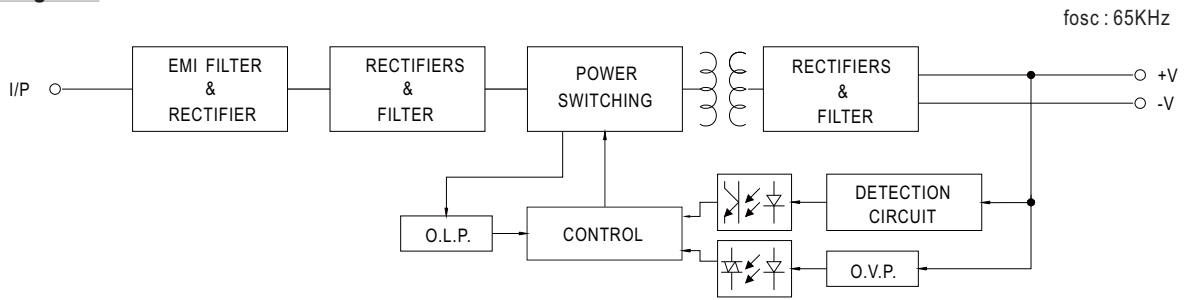 fosc : 65KHz
I/P
EMI FILTER
&
RECTIFIER
RECTIFIERS
&
FILTER
POWER
SWITCHING
RECTIFIERS
&
FILTER
+V
-V
DETECTION
CIRCUIT
O.L.P.
CONTROL
O.V.P.